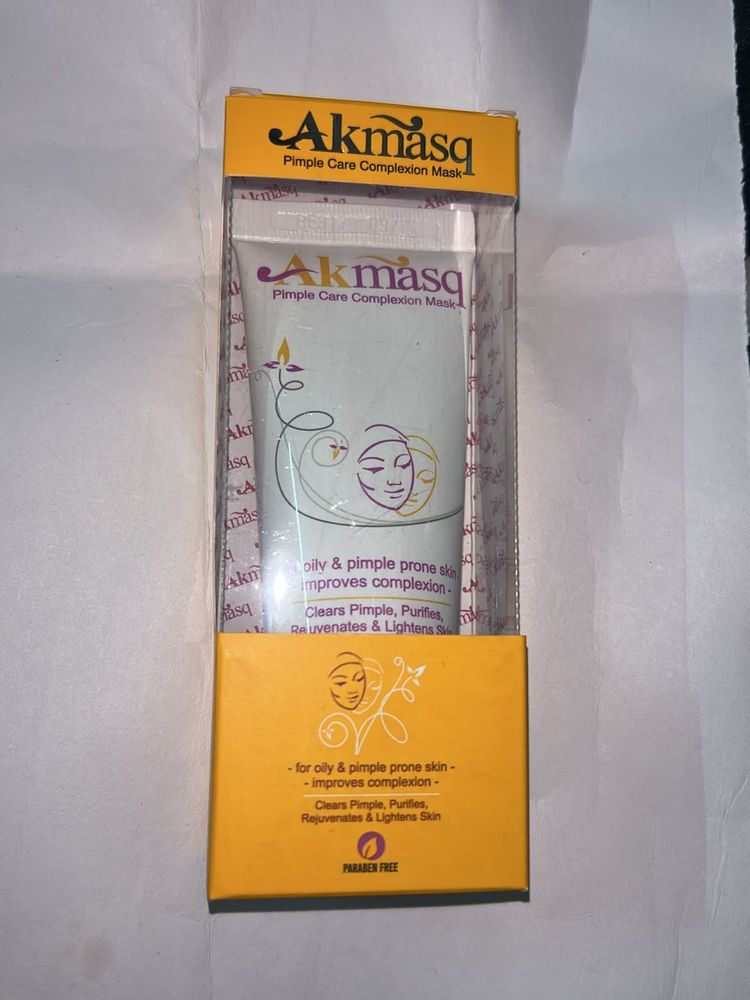 Akmasq
Pimple Care Complexion Mask
Akmasq
Pimple Care Complexion Mask
oily & pimple prone skin -
- improves complexion -
Clears Pimple, Purifies,
Rejuvenates & Lightens Skin
- for oily & pimple prone skin -
- improves complexion -
Clears Pimple, Purifies,
Rejuvenates & Lightens Skin
PARABEN FREE